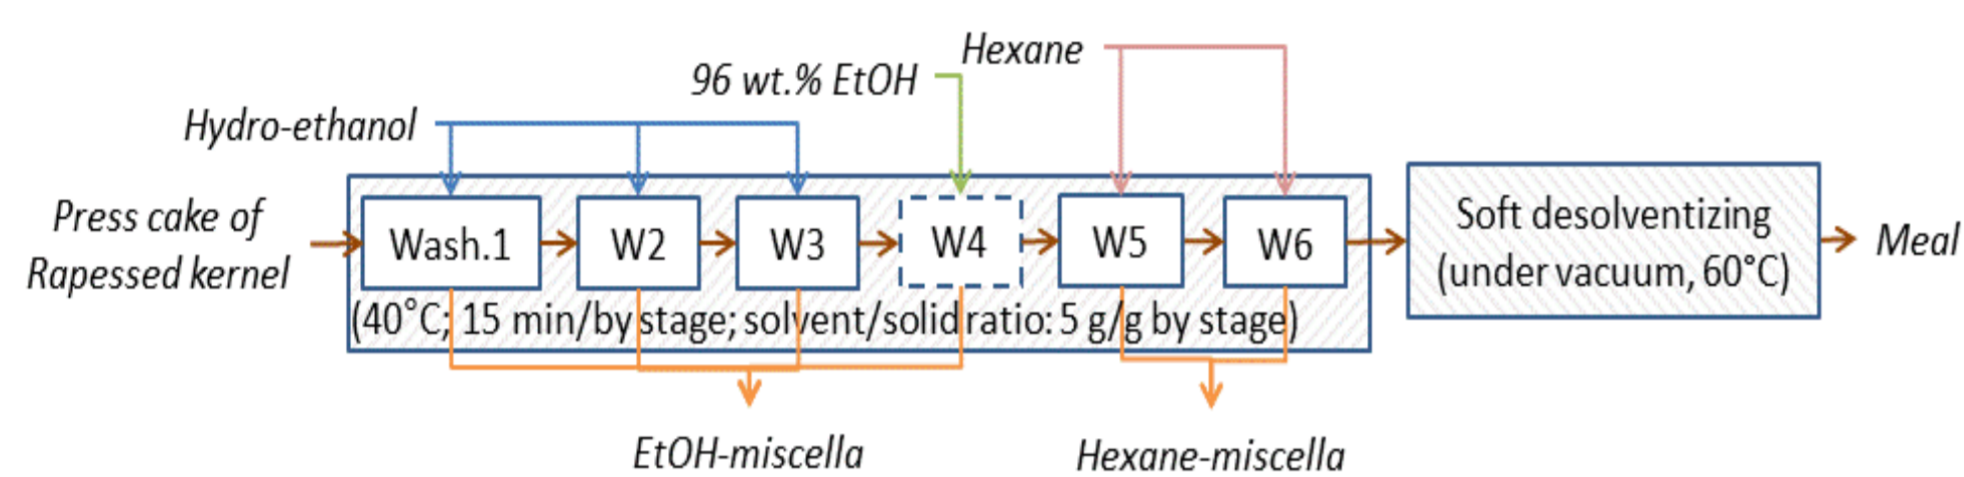 Hexane
96 wt.% EtOH
Hydro-ethanol
Press cake of
Rapessed kernel
Wash.1
W2
W3
W4
W5
W6
(40°C; 15 min/by stage; solvent/solid ratio: 5 g/g by stage)
Soft desolventizing
(under vacuum, 60°C)
Meal
EtOH-miscella
Hexane-miscella